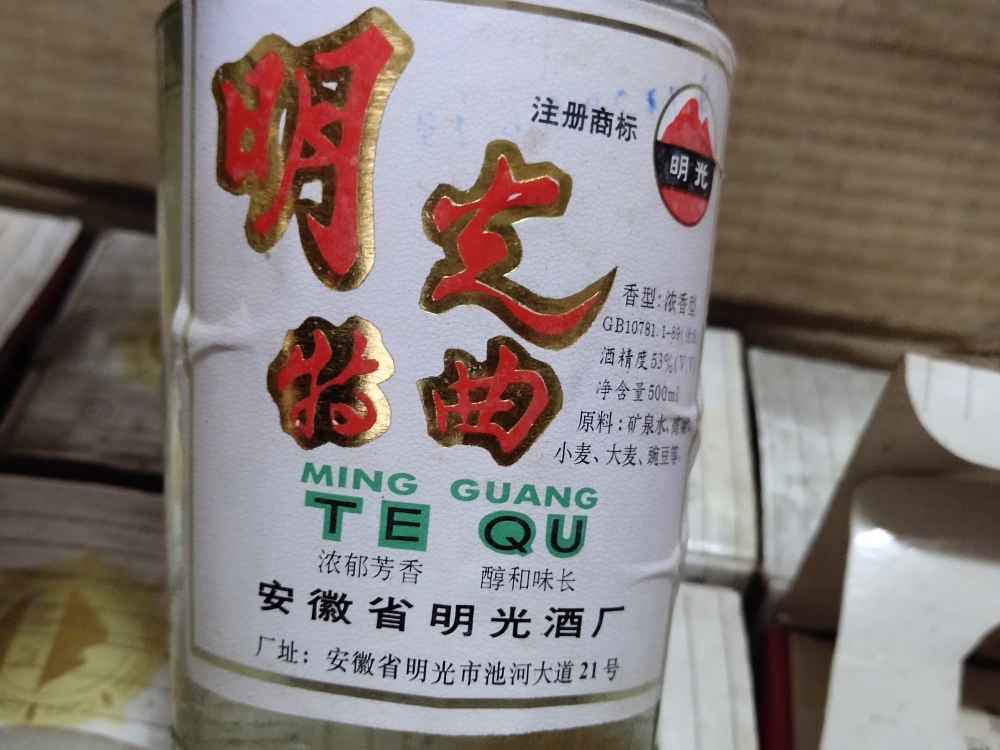 明光
特曲
注册商标
明光
香型：浓香型
GB10781.1-89(
酒精度53%(V/V)
净含量500ml
原料：矿泉水、
小麦、大麦、豌豆等
MING GUANG
TE QU
浓郁芳香 醇和味长
安徽省明光酒厂
厂址：安徽省明光市池河大道21号